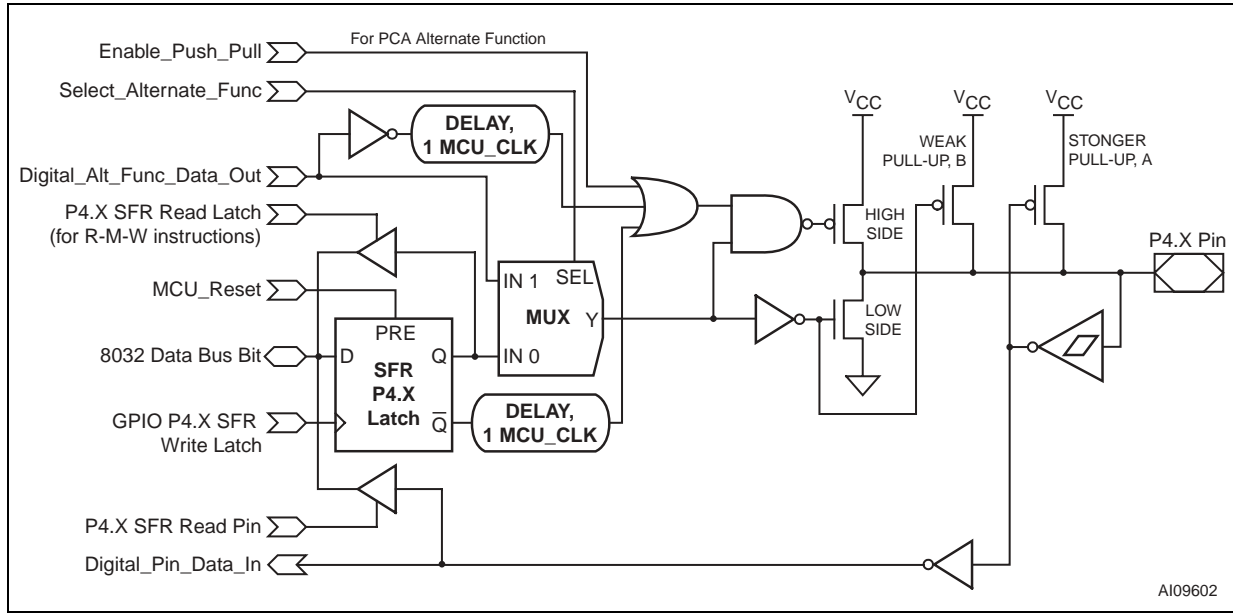 Enable_Push_Pull
For PCA Alternate Function
Select_Alternate_Func
DELAY,
1 MCU_CLK
Digital_Alt_Func_Data_Out
P4.X SFR Read Latch
(for R-M-W instructions)
MCU_Reset
8032 Data Bus Bit
GPIO P4.X SFR
Write Latch
P4.X SFR Read Pin
Digital_Pin_Data_In
PRE
D
Q
SFR
P4.X
Latch
Q̅
DELAY,
1 MCU_CLK
IN 1
SEL
MUX
Y
IN 0
VCC
HIGH
SIDE
LOW
SIDE
VCC
WEAK
PULL-UP, B
VCC
STONGER
PULL-UP, A
P4.X Pin
AI09602